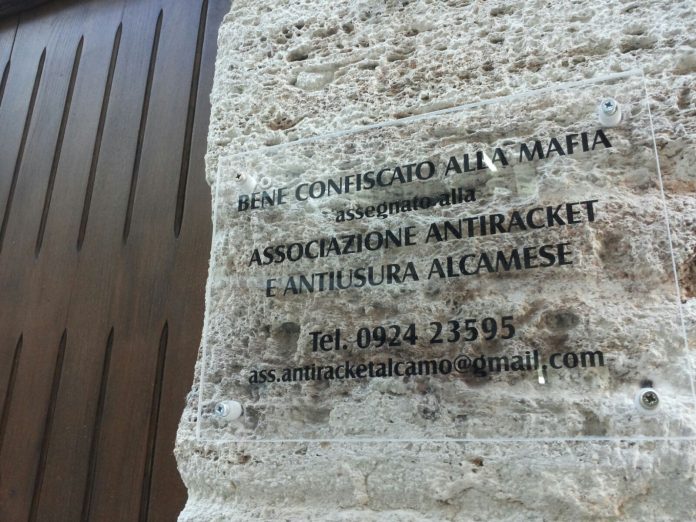 BENE CONFISCATO ALLA MAFIA
assegnato alla
ASSOCIAZIONE ANTIRACKET
E ANTIUSURA ALCAMESE
Tel. 0924 23595
ass.antiracketalcamo@gmail.com